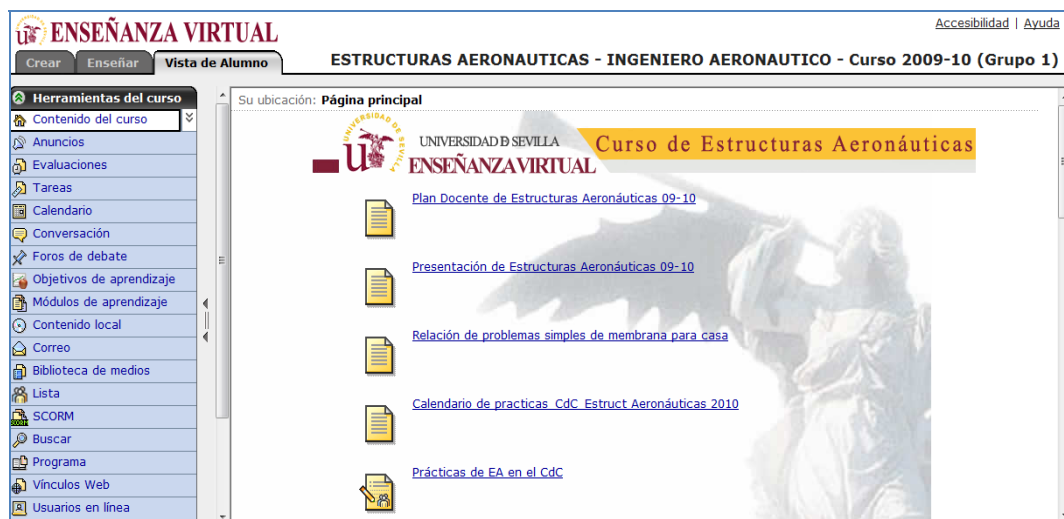 ENSEÑANZA VIRTUAL
Accesibilidad | Ayuda
Crear Enseñar Vista de Alumno
ESTRUCTURAS AERONAUTICAS - INGENIERO AERONAUTICO - Curso 2009-10 (Grupo 1)
Herramientas del curso
Contenido del curso
Anuncios
Evaluaciones
Tareas
Calendario
Conversación
Foros de debate
Objetivos de aprendizaje
Módulos de aprendizaje
Contenido local
Correo
Biblioteca de medios
Lista
SCORM
Buscar
Programa
Vínculos Web
Usuarios en línea
Su ubicación: Página principal
UNIVERSIDAD D SEVILLA
ENSEÑANZAVIRTUAL
Curso de Estructuras Aeronáuticas
Plan Docente de Estructuras Aeronáuticas 09-10
Presentación de Estructuras Aeronáuticas 09-10
Relación de problemas simples de membrana para casa
Calendario de practicas_CdC_Estruct Aeronáuticas 2010
Prácticas de EA en el CdC